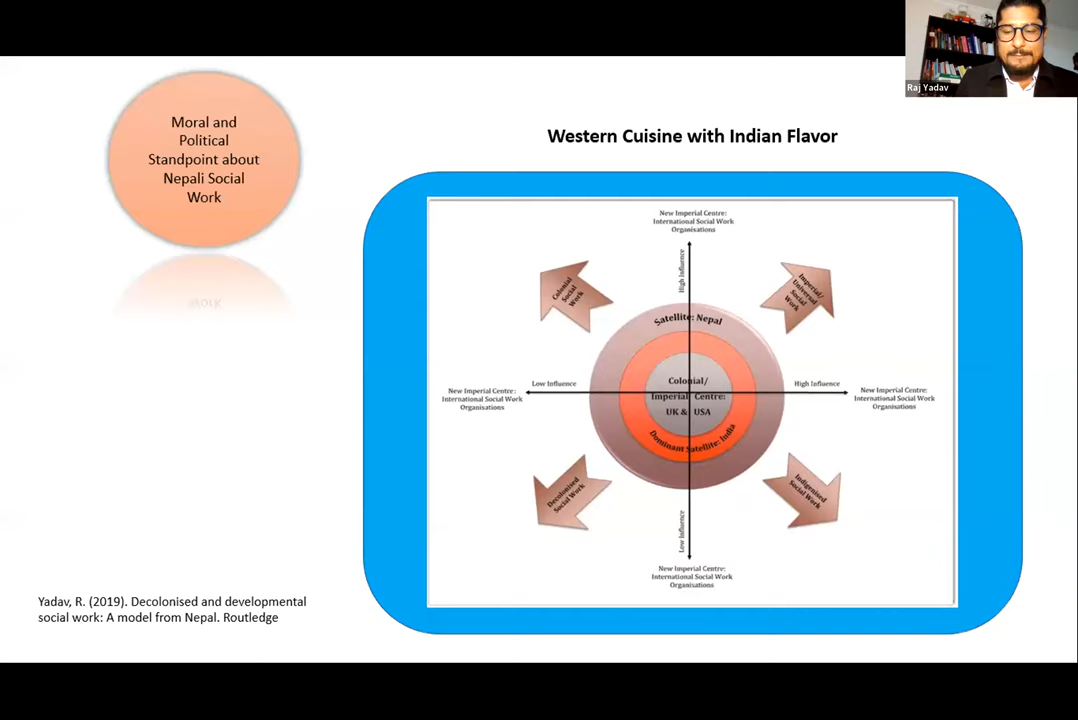 Raj Yadav
Moral and
Political
Standpoint about
Nepali Social
Work
Western Cuisine with Indian Flavor
New Imperial Centre:
International Social Work
Organisations
High Influence
Colonial
Social
Work
Imperial/
Universal
Social
Work
Satellite: Nepal
Low Influence
High Influence
New Imperial Centre:
International Social Work
Organisations
Colonial/
Imperial Centre:
UK & USA
New Imperial Centre:
International Social Work
Organisations
Dominant Satellite: India
Decolonised
Social Work
Indigenised
Social Work
Low Influence
New Imperial Centre:
International Social Work
Organisations
Yadav, R. (2019). Decolonised and developmental
social work: A model from Nepal. Routledge